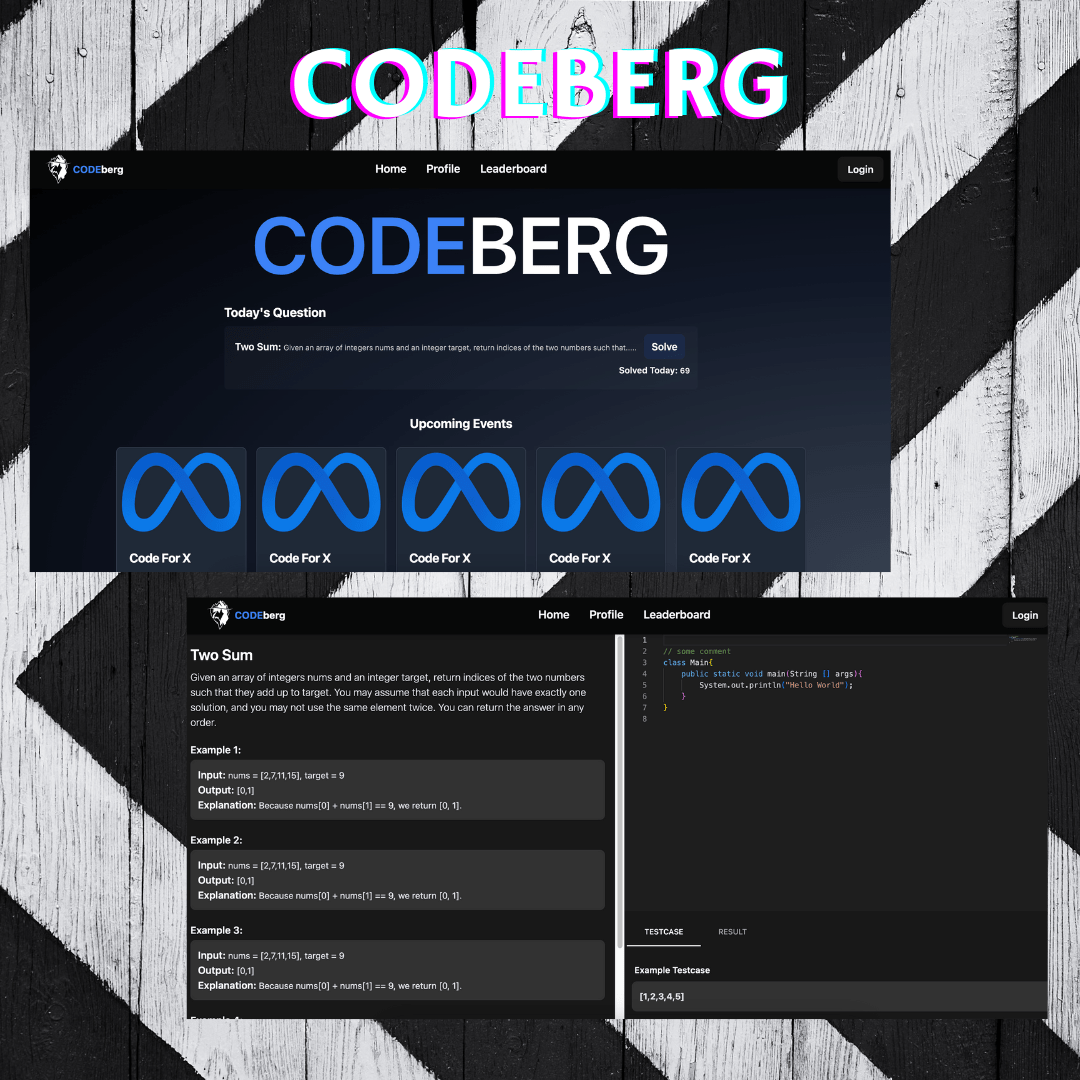 CODEBERG
CODEberg
Home Profile Leaderboard
Login
CODEBERG
Today's Question
Two Sum: Given an array of integers nums and an integer target, return indices of the two numbers such that.....
Solve
Solved Today: 69
Upcoming Events
Code For X Code For X Code For X Code For X Code For X
CODEberg
Home Profile Leaderboard
Login
Two Sum
Given an array of integers nums and an integer target, return indices of the two numbers
such that they add up to target. You may assume that each input would have exactly one
solution, and you may not use the same element twice. You can return the answer in any
order.
Example 1:
Input: nums = [2,7,11,15], target = 9
Output: [0,1]
Explanation: Because nums[0] + nums[1] == 9, we return [0, 1].
Example 2:
Input: nums = [2,7,11,15], target = 9
Output: [0,1]
Explanation: Because nums[0] + nums[1] == 9, we return [0, 1].
Example 3:
Input: nums = [2,7,11,15], target = 9
Output: [0,1]
Explanation: Because nums[0] + nums[1] == 9, we return [0, 1].
1
2 // some comment
3 class Main{
4 public static void main(String [] args){
5 System.out.println("Hello World");
6 }
7 }
8
TESTCASE RESULT
Example Testcase
[1,2,3,4,5]